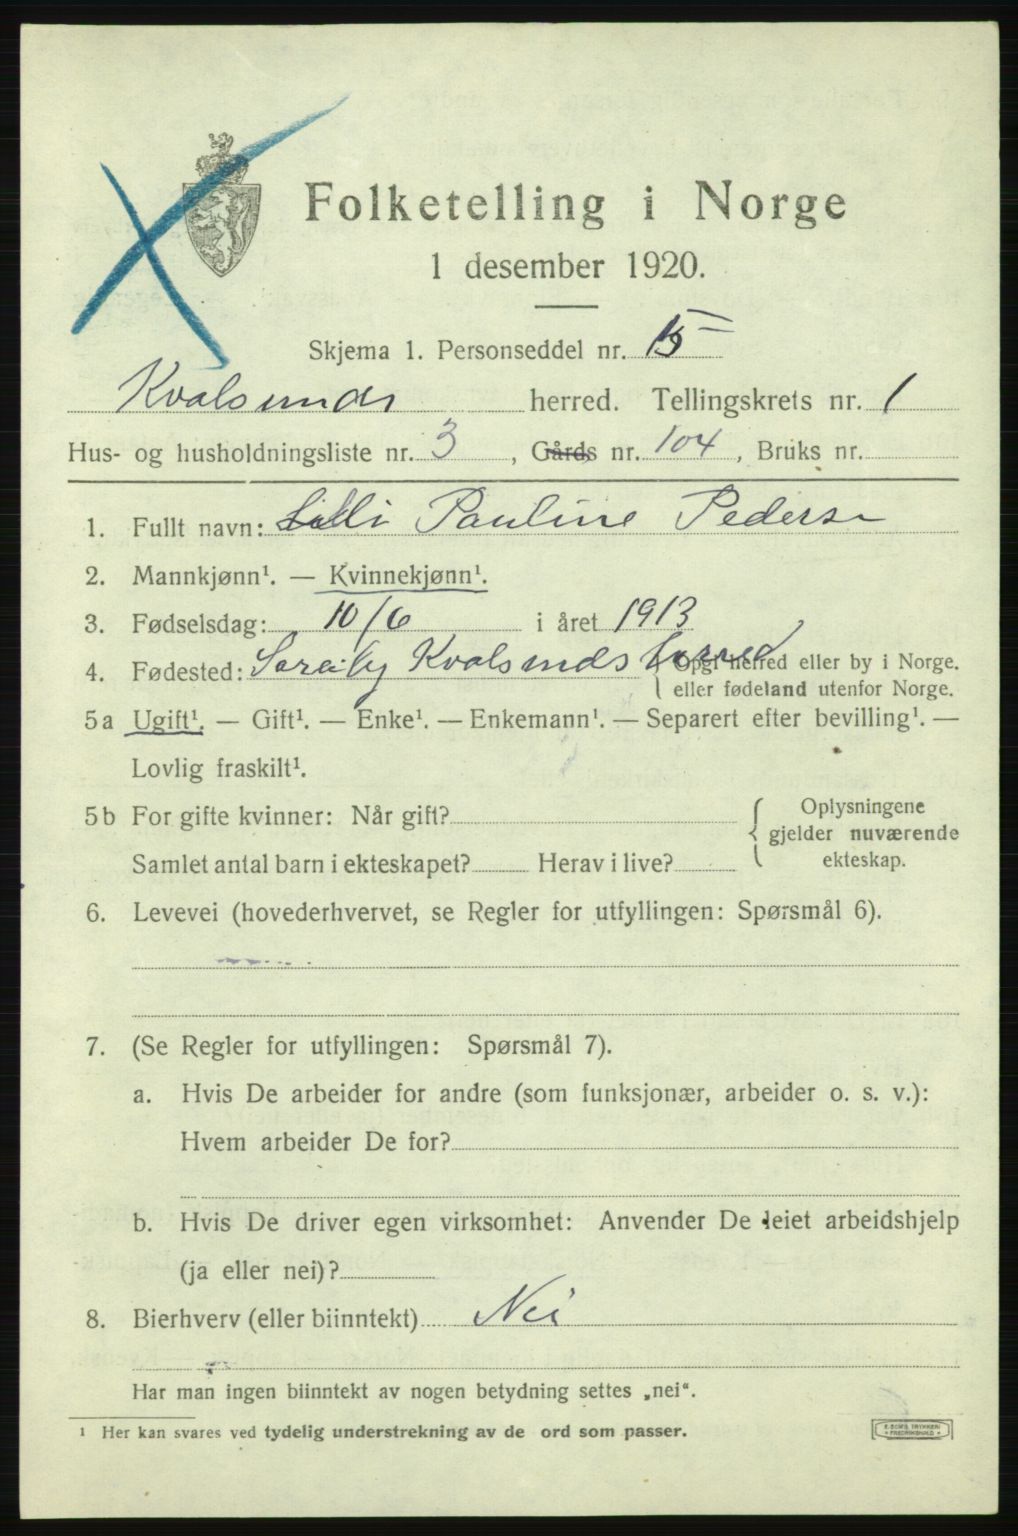 Folketelling i Norge
1 desember 1920.
Skjema 1. Personseddel nr. 15
Kvalsunds herred. Tellingskrets nr. 1
Hus- og husholdningsliste nr. 3, Gårds nr. 104, Bruks nr.
1. Fullt navn: Lilli Pauline Peders
2. Mannkjønn¹. — Kvinnekjønn¹.
3. Fødselsdag: 10/6 i året 1913
4. Fødested: Kvalsunds herred { Opgi herred eller by i Norge.
eller fødeland utenfor Norge.
5a Ugift¹. — Gift¹. — Enke¹. — Enkemann¹. — Separert efter bevilling¹. —
Lovlig fraskilt¹.
5b For gifte kvinner: Når gift? { Oplysningene
gjelder nuværende
Samlet antal barn i ekteskapet? Herav i live? ekteskap.
6. Levevei (hovederhvervet, se Regler for utfyllingen: Spørsmål 6).
7. (Se Regler for utfyllingen: Spørsmål 7).
a. Hvis De arbeider for andre (som funksjonær, arbeider o. s. v.):
Hvem arbeider De for?
b. Hvis De driver egen virksomhet: Anvender De leiet arbeidshjelp
(ja eller nei)?
8. Bierhverv (eller biinntekt) Nei
Har man ingen biinntekt av nogen betydning settes „nei“.
¹ Her kan svares ved tydelig understrekning av de ord som passer.